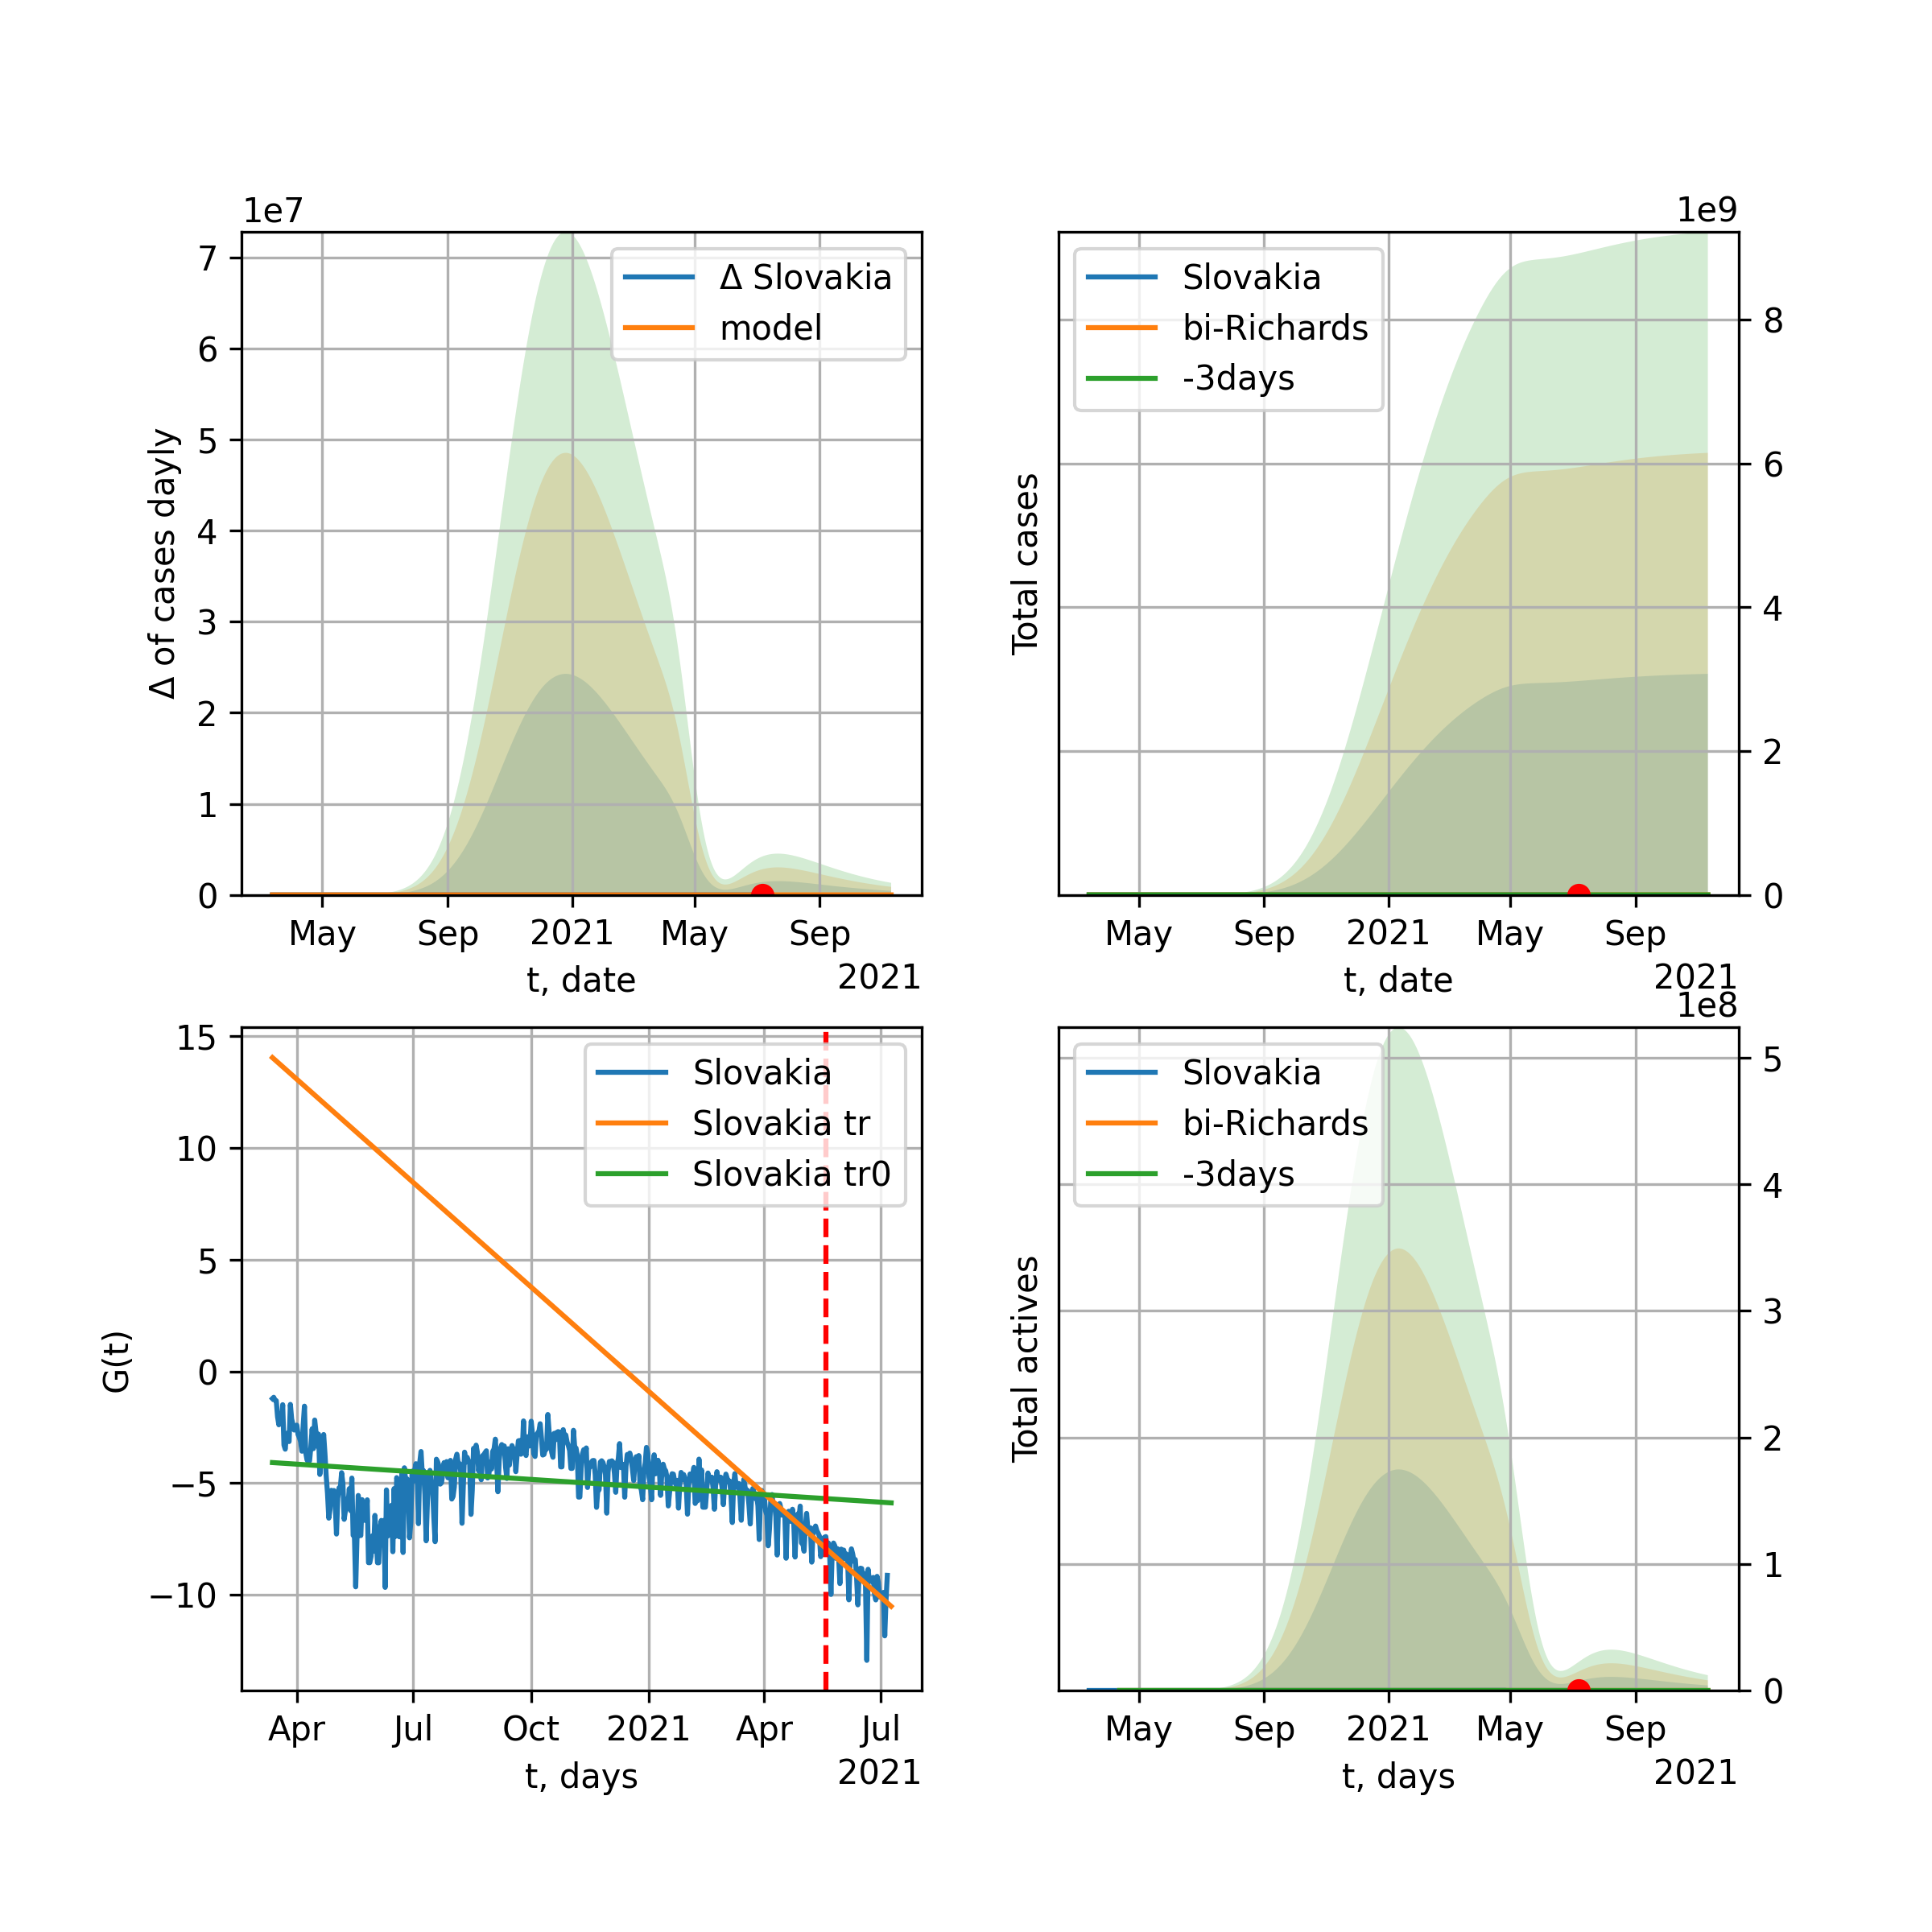 1e7
7
6
5
4
3
2
1
0
Δ of cases dayly
Δ Slovakia
model
May Sep 2021 May Sep
t, date
2021
1e9
8
6
4
2
0
Total cases
Slovakia
bi-Richards
-3days
May Sep 2021 May Sep
t, date
2021
15
10
5
0
−5
−10
G(t)
Slovakia
Slovakia tr
Slovakia tr0
Apr Jul Oct 2021 Apr Jul
t, days
2021
1e8
5
4
3
2
1
0
Total actives
Slovakia
bi-Richards
-3days
May Sep 2021 May Sep
t, days
2021